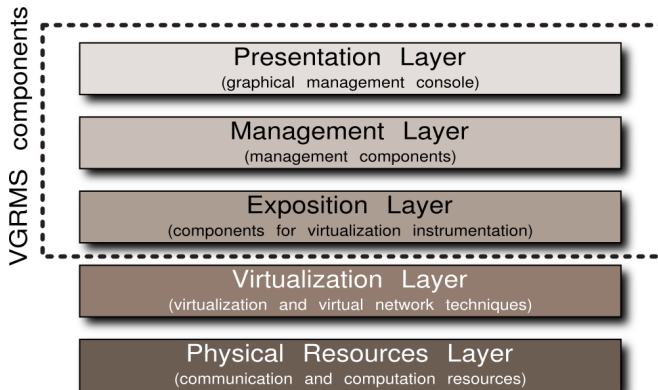 VGRMS components
Presentation Layer
(graphical management console)
Management Layer
(management components)
Exposition Layer
(components for virtualization instrumentation)
Virtualization Layer
(virtualization and virtual network techniques)
Physical Resources Layer
(communication and computation resources)